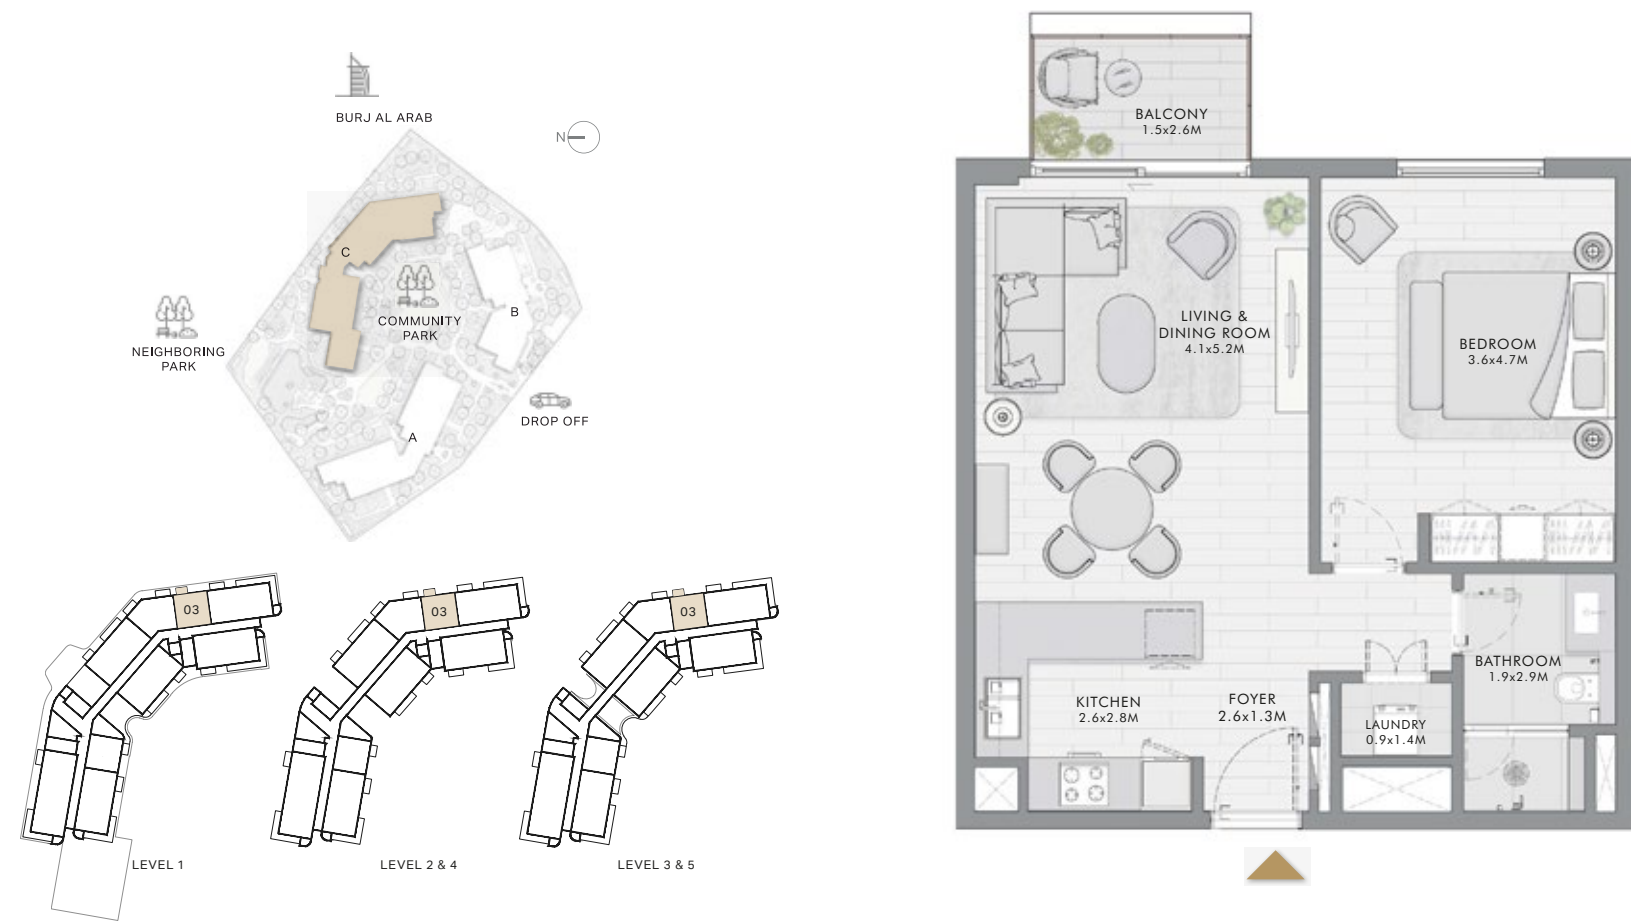 BURJ AL ARAB
N
C
B
COMMUNITY
PARK
NEIGHBORING
PARK
DROP OFF
A
03
LEVEL 1
03
LEVEL 2 & 4
03
LEVEL 3 & 5
BALCONY
1.5x2.6M
LIVING &
DINING ROOM
4.1x5.2M
BEDROOM
3.6x4.7M
KITCHEN
2.6x2.8M
FOYER
2.6x1.3M
BATHROOM
1.9x2.9M
LAUNDRY
0.9x1.4M